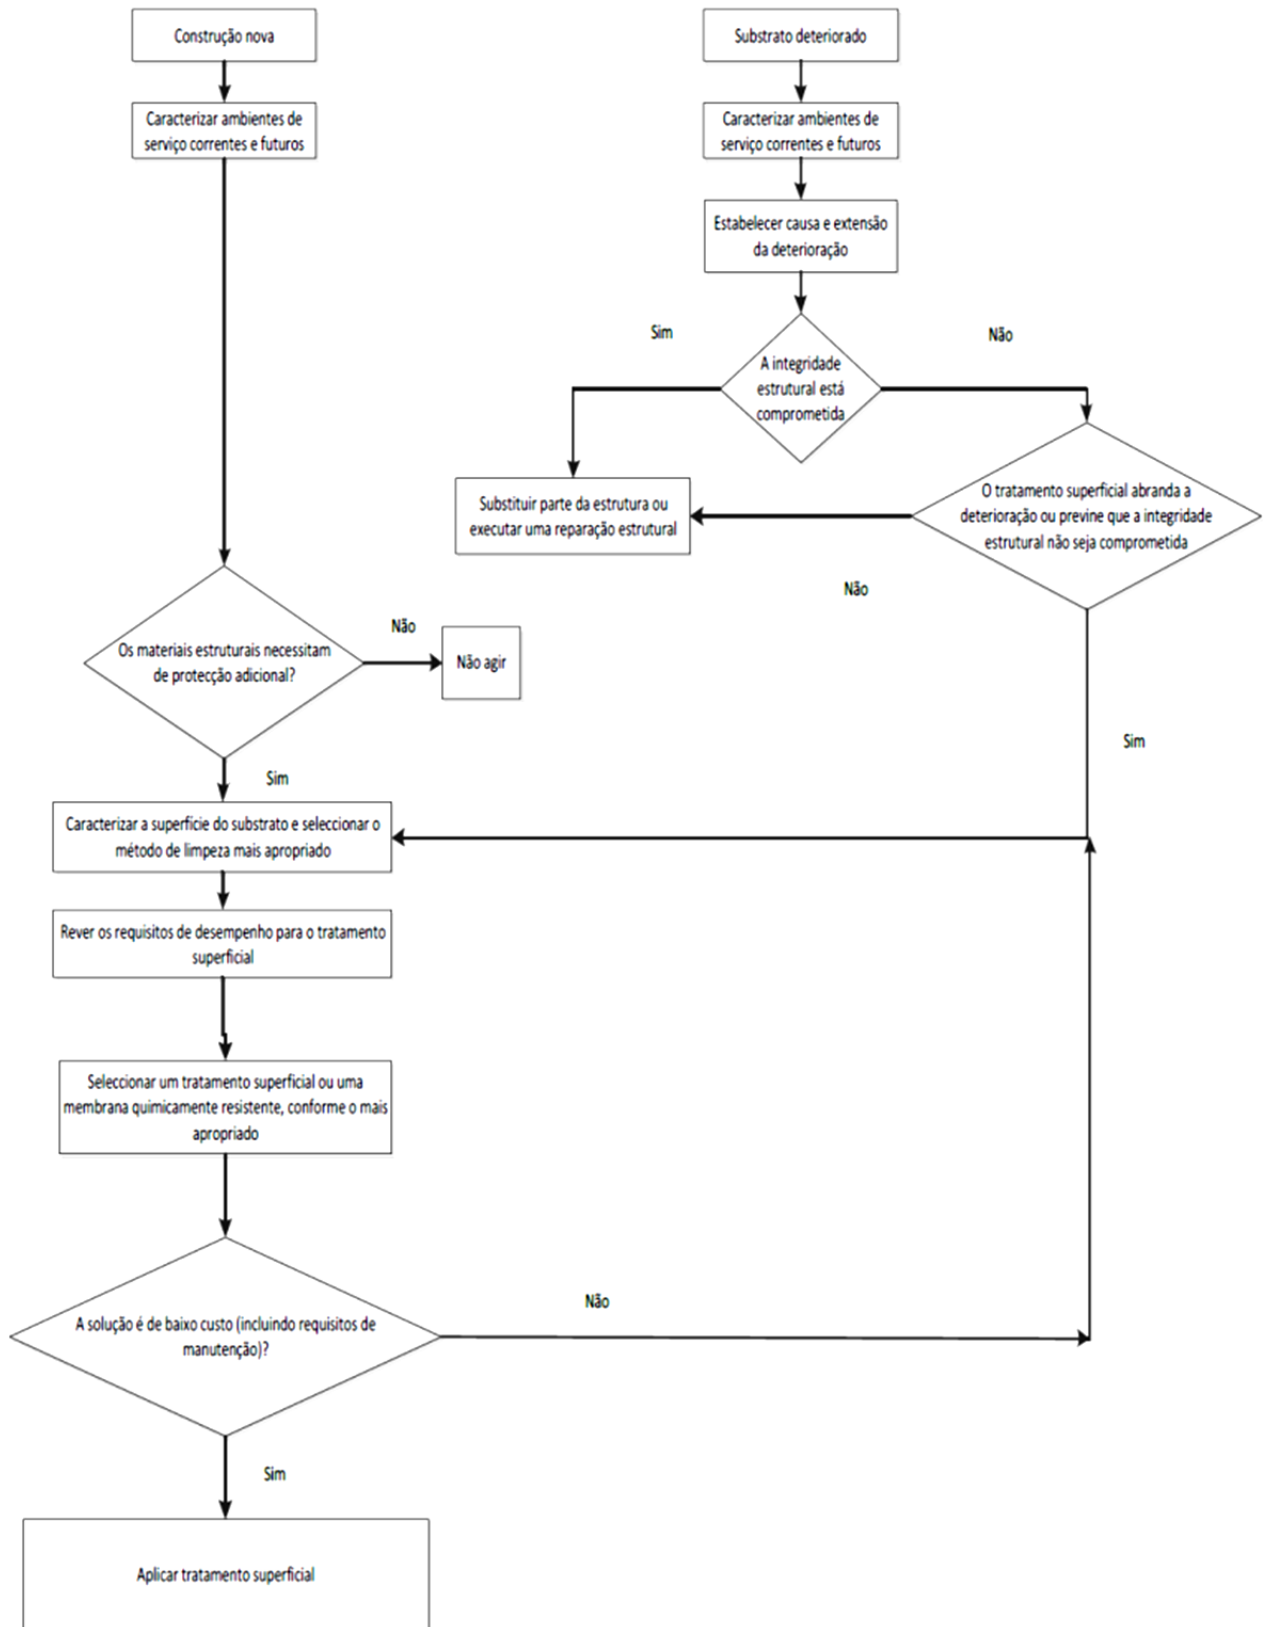 Construção nova
Substrato deteriorado
Caracterizar ambientes de
serviço correntes e futuros
Caracterizar ambientes de
serviço correntes e futuros
Estabelecer causa e extensão
da deterioração
Sim
Não
A integridade
estrutural está
comprometida
Substituir parte da estrutura ou
executar uma reparação estrutural
O tratamento superficial abranda a
deterioração ou previne que a integridade
estrutural não seja comprometida
Não
Não
Os materiais estruturais necessitam
de protecção adicional?
Não agir
Sim
Sim
Caracterizar a superfície do substrato e seleccionar o
método de limpeza mais apropriado
Rever os requisitos de desempenho para o tratamento
superficial
Seleccionar um tratamento superficial ou uma
membrana quimicamente resistente, conforme o mais
apropriado
Não
A solução é de baixo custo (incluindo requisitos de
manutenção)?
Sim
Aplicar tratamento superficial